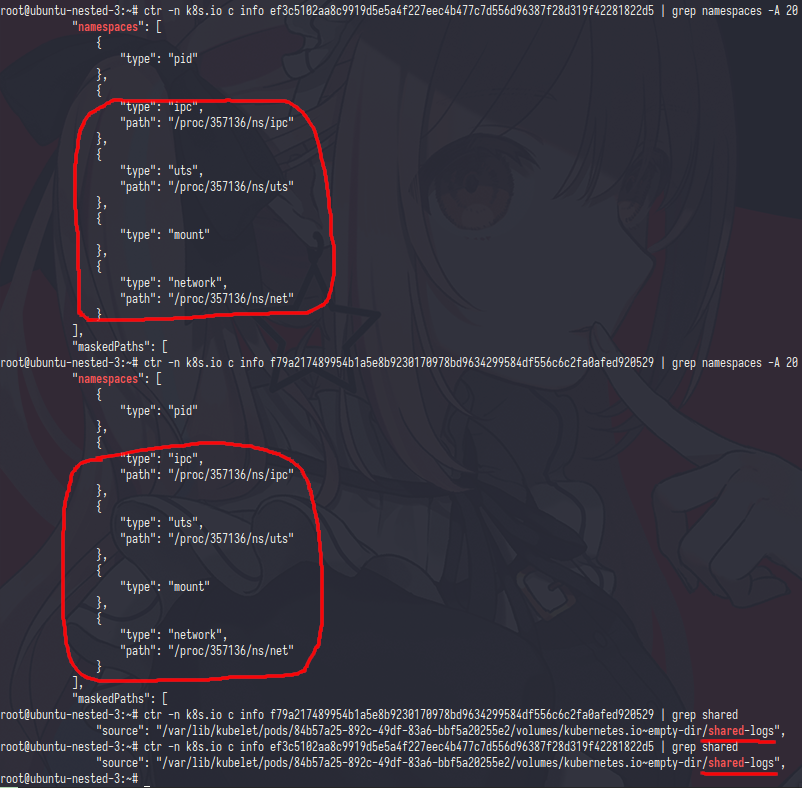 root@ubuntu-nested-3:~# ctr -n k8s.io c info ef3c5102aa8c9919d5e5a4f227eec4b477c7d556d96387f28d319f42281822d5 | grep namespaces -A 20
"namespaces": [
{
"type": "pid"
},
{
"type": "ipc",
"path": "/proc/357136/ns/ipc"
},
{
"type": "uts",
"path": "/proc/357136/ns/uts"
},
{
"type": "mount"
},
{
"type": "network",
"path": "/proc/357136/ns/net"
}
],
"maskedPaths": [
root@ubuntu-nested-3:~# ctr -n k8s.io c info f79a217489954b1a5e8b9230170978bd9634299584df556c6c2fa0afed920529 | grep namespaces -A 20
"namespaces": [
{
"type": "pid"
},
{
"type": "ipc",
"path": "/proc/357136/ns/ipc"
},
{
"type": "uts",
"path": "/proc/357136/ns/uts"
},
{
"type": "mount"
},
{
"type": "network",
"path": "/proc/357136/ns/net"
}
],
"maskedPaths": [
root@ubuntu-nested-3:~# ctr -n k8s.io c info f79a217489954b1a5e8b9230170978bd9634299584df556c6c2fa0afed920529 | grep shared
"source": "/var/lib/kubelet/pods/84b57a25-892c-49df-83a6-bbf5a20255e2/volumes/kubernetes.io~empty-dir/shared-logs",
root@ubuntu-nested-3:~# ctr -n k8s.io c info ef3c5102aa8c9919d5e5a4f227eec4b477c7d556d96387f28d319f42281822d5 | grep shared
"source": "/var/lib/kubelet/pods/84b57a25-892c-49df-83a6-bbf5a20255e2/volumes/kubernetes.io~empty-dir/shared-logs",
root@ubuntu-nested-3:~#